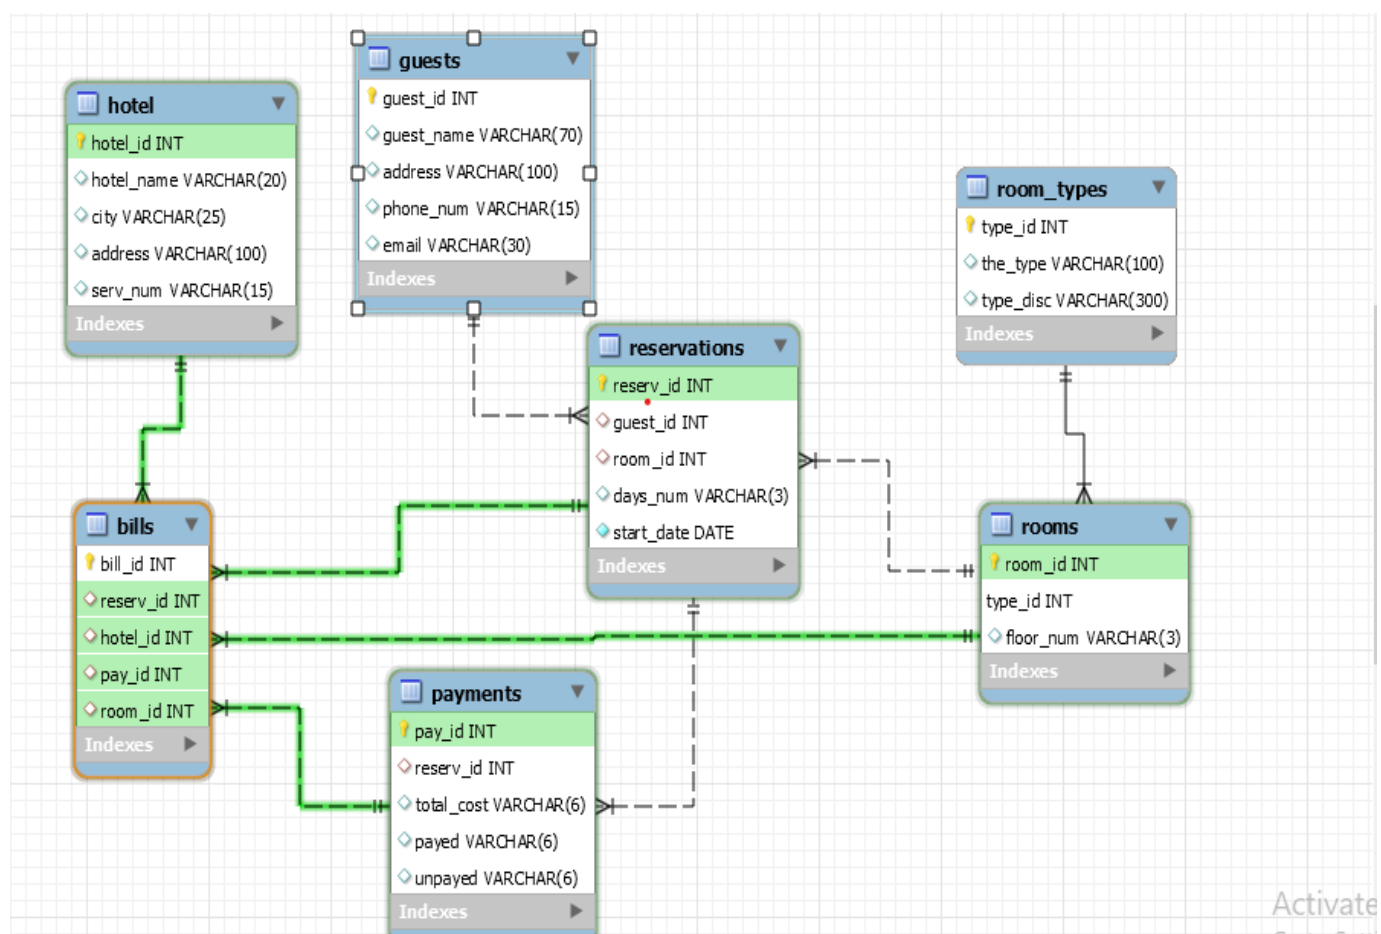 hotel
hotel_id INT
hotel_name VARCHAR(20)
city VARCHAR(25)
address VARCHAR(100)
serv_num VARCHAR(15)
Indexes
guests
guest_id INT
guest_name VARCHAR(70)
address VARCHAR(100)
phone_num VARCHAR(15)
email VARCHAR(30)
Indexes
room_types
type_id INT
the_type VARCHAR(100)
type_disc VARCHAR(300)
Indexes
reservations
reserv_id INT
guest_id INT
room_id INT
days_num VARCHAR(3)
start_date DATE
Indexes
bills
bill_id INT
reserv_id INT
hotel_id INT
pay_id INT
room_id INT
Indexes
rooms
room_id INT
type_id INT
floor_num VARCHAR(3)
Indexes
payments
pay_id INT
reserv_id INT
total_cost VARCHAR(6)
payed VARCHAR(6)
unpayed VARCHAR(6)
Indexes
Activate